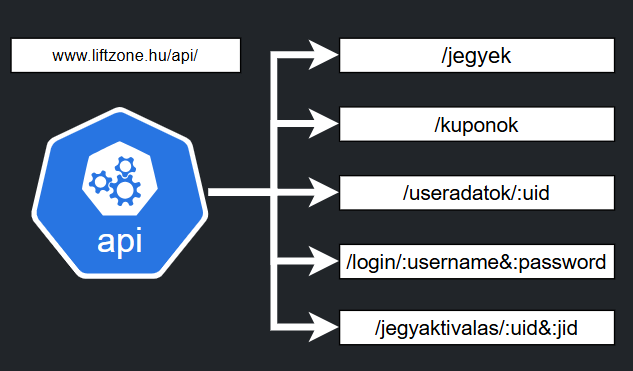 www.liftzone.hu/api/
api
/jegyek
/kuponok
/useradatok/:uid
/login/:username&:password
/jegyaktivalas/:uid&:jid